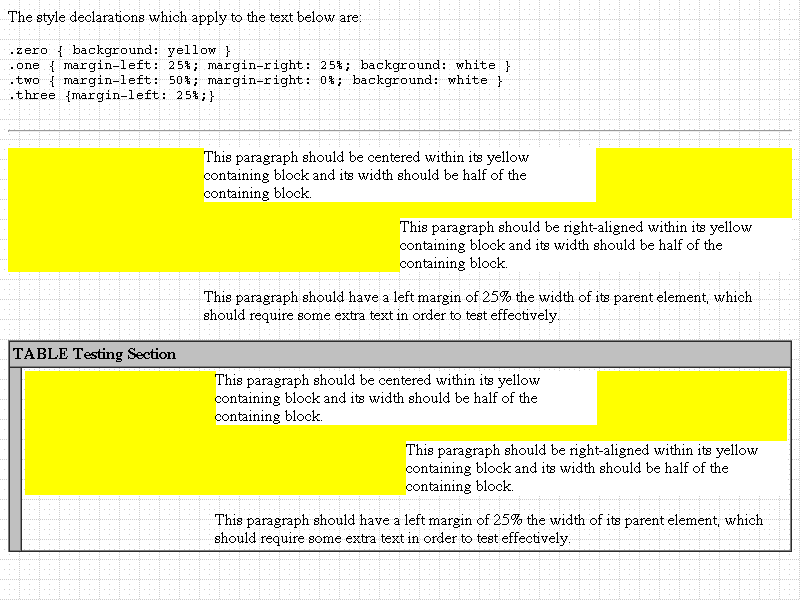 The style declarations which apply to the text below are:
.zero { background: yellow }
.one { margin-left: 25%; margin-right: 25%; background: white }
.two { margin-left: 50%; margin-right: 0%; background: white }
.three {margin-left: 25%;}
This paragraph should be centered within its yellow
containing block and its width should be half of the
containing block.
This paragraph should be right-aligned within its yellow
containing block and its width should be half of the
containing block.
This paragraph should have a left margin of 25% the width of its parent element, which
should require some extra text in order to test effectively.
TABLE Testing Section
This paragraph should be centered within its yellow
containing block and its width should be half of the
containing block.
This paragraph should be right-aligned within its yellow
containing block and its width should be half of the
containing block.
This paragraph should have a left margin of 25% the width of its parent element, which
should require some extra text in order to test effectively.